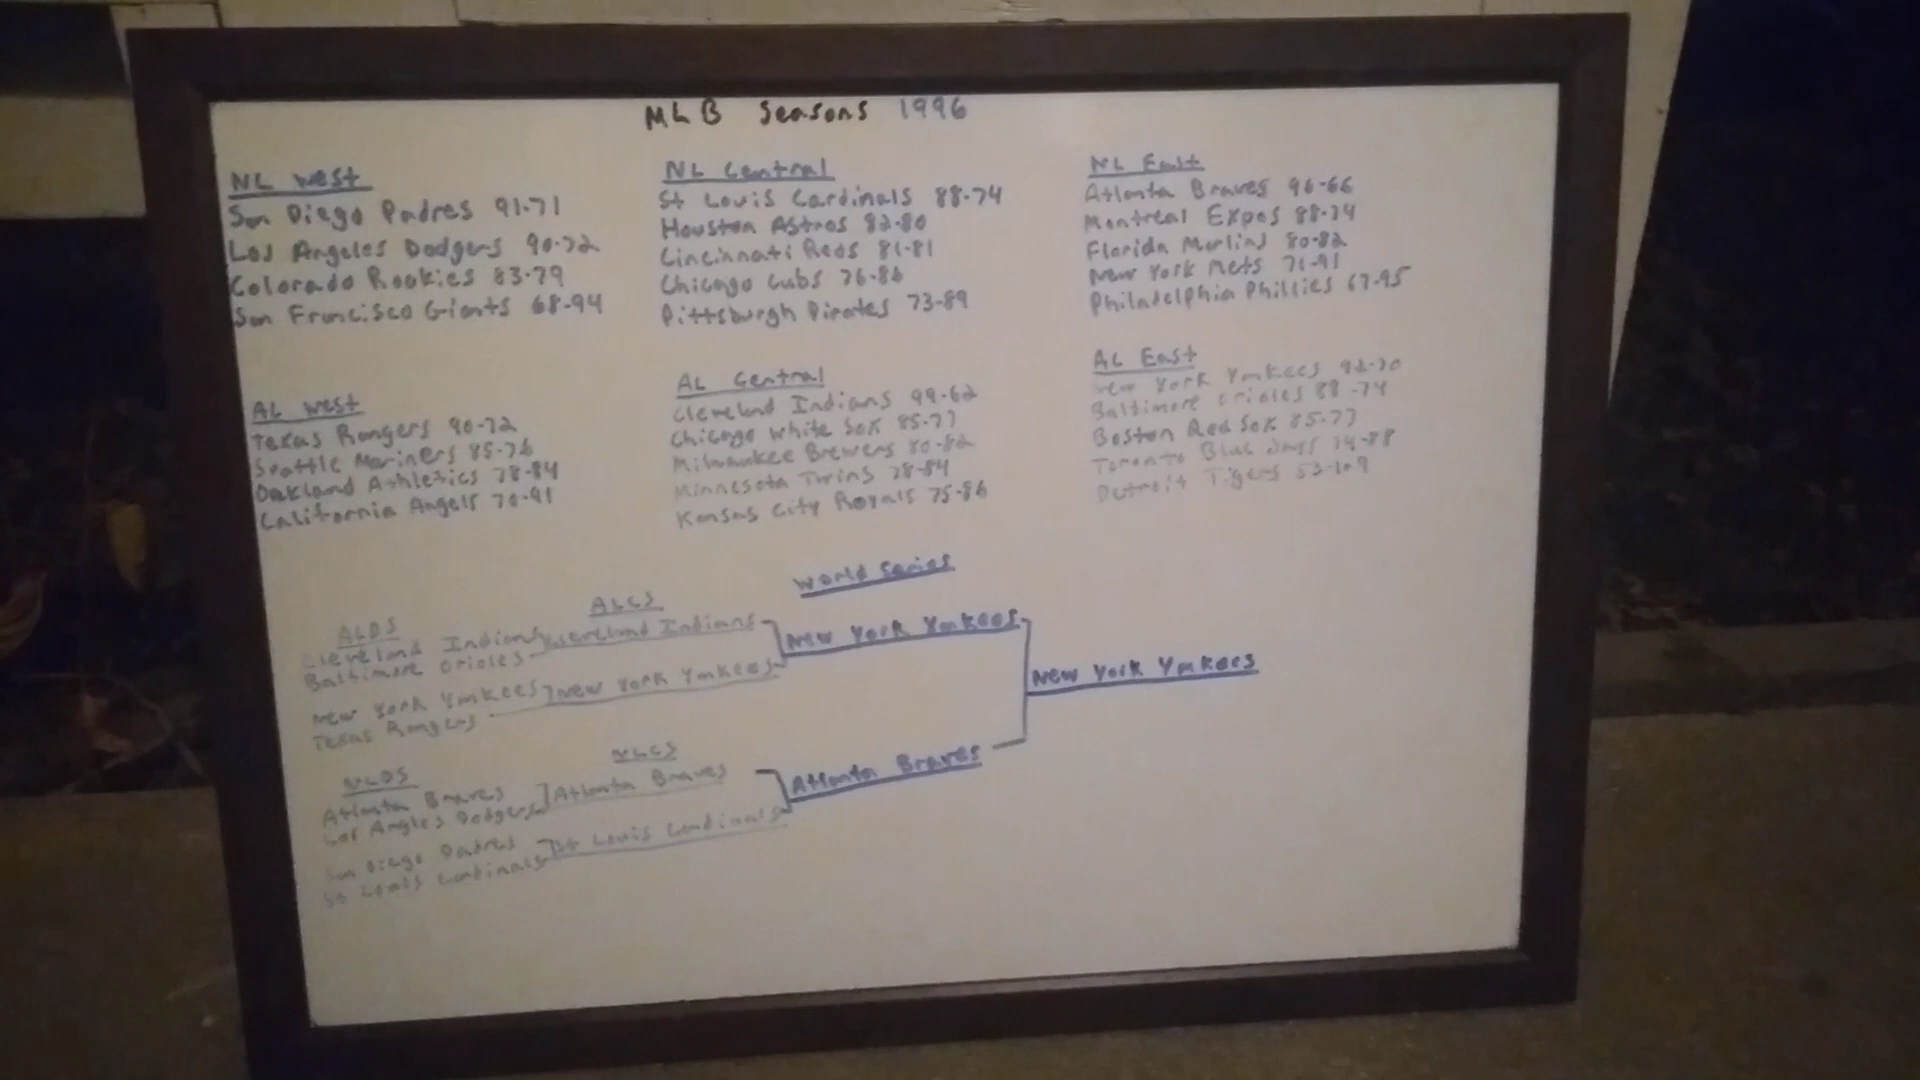 MLB Seasons 1996
NL West
San Diego Padres 91-71
Los Angeles Dodgers 90-72
Colorado Rookies 83-79
San Francisco Giants 68-94
NL Central
St Louis Cardinals 88-74
Houston Astros 82-80
Cincinnati Reds 81-81
Chicago Cubs 76-86
Pittsburgh Pirates 73-89
NL East
Atlanta Braves 96-66
Montreal Expos 88-74
Florida Marlins 80-82
New York Mets 71-91
Philadelphia Phillies 67-95
AL West
Texas Rangers 90-72
Seattle Mariners 85-76
Oakland Athletics 78-84
California Angels 70-91
AL Central
Cleveland Indians 99-62
Chicago White Sox 85-77
Milwaukee Brewers 80-82
Minnesota Twins 78-84
Kansas City Royals 75-86
AL East
New York Yankees 92-70
Baltimore Orioles 88-74
Boston Red Sox 85-77
Toronto Blue Jays 74-88
Detroit Tigers 53-109
ALDS
Cleveland Indians
Baltimore Orioles
New York Yankees
Texas Rangers
ALCS
Cleveland Indians
New York Yankees
World Series
New York Yankees
Atlanta Braves
New York Yankees
NLDS
Atlanta Braves
Los Angles Dodgers
San Diego Padres
St Louis Cardinals
NLCS
Atlanta Braves
St Louis Cardinals